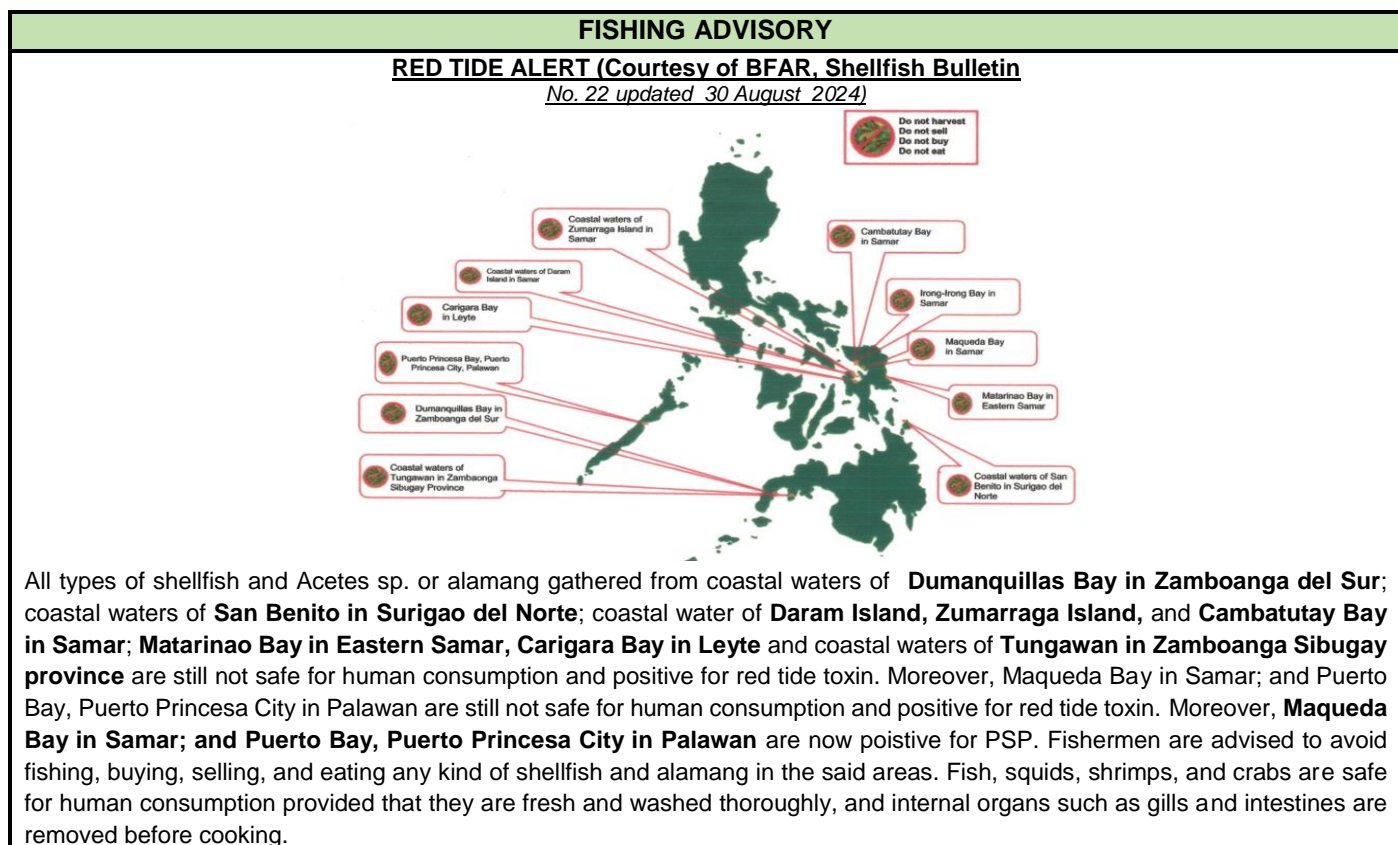 FISHING ADVISORY
RED TIDE ALERT (Courtesy of BFAR, Shellfish Bulletin
No. 22 updated 30 August 2024)
Do not harvest
Do not sell
Do not buy
Do not eat
Coastal waters of
Zumarraga Island in
Samar
Cambatutay Bay
in Samar
Coastal waters of Daram
Island in Samar
Irong-Irong Bay in
Samar
Carigara Bay
in Leyte
Maqueda Bay
in Samar
Puerto Princesa Bay, Puerto
Princesa City, Palawan
Matarinao Bay in
Eastern Samar
Dumanquillas Bay in
Zamboanga del Sur
Coastal waters of
Tungawan in Zambaonga
Sibugay Province
Coastal waters of San
Benito in Surigao del
Norte
All types of shellfish and Acetes sp. or alamang gathered from coastal waters of Dumanquillas Bay in Zamboanga del Sur;
coastal waters of San Benito in Surigao del Norte; coastal water of Daram Island, Zumarraga Island, and Cambatutay Bay
in Samar; Matarinao Bay in Eastern Samar, Carigara Bay in Leyte and coastal waters of Tungawan in Zamboanga Sibugay
province are still not safe for human consumption and positive for red tide toxin. Moreover, Maqueda Bay in Samar; and Puerto
Bay, Puerto Princesa City in Palawan are still not safe for human consumption and positive for red tide toxin. Moreover, Maqueda
Bay in Samar; and Puerto Bay, Puerto Princesa City in Palawan are now poistive for PSP. Fishermen are advised to avoid
fishing, buying, selling, and eating any kind of shellfish and alamang in the said areas. Fish, squids, shrimps, and crabs are safe
for human consumption provided that they are fresh and washed thoroughly, and internal organs such as gills and intestines are
removed before cooking.